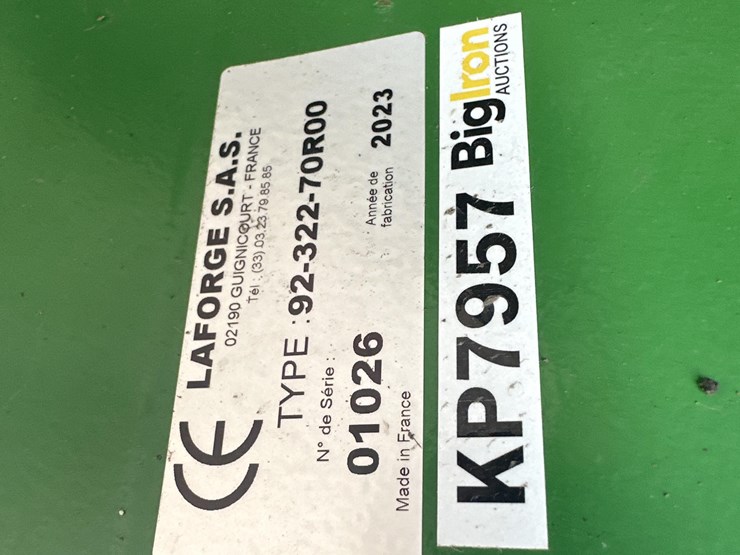 CE
LAFORGE S.A.S.
02190 GUIGNICOURT - FRANCE
Tél : (33) 03.23.79.85.85
TYPE : 92-322-70R00
N° de Série :
01026
Année de
fabrication 2023
Made in France
KP7957 BigIron
AUCTIONS